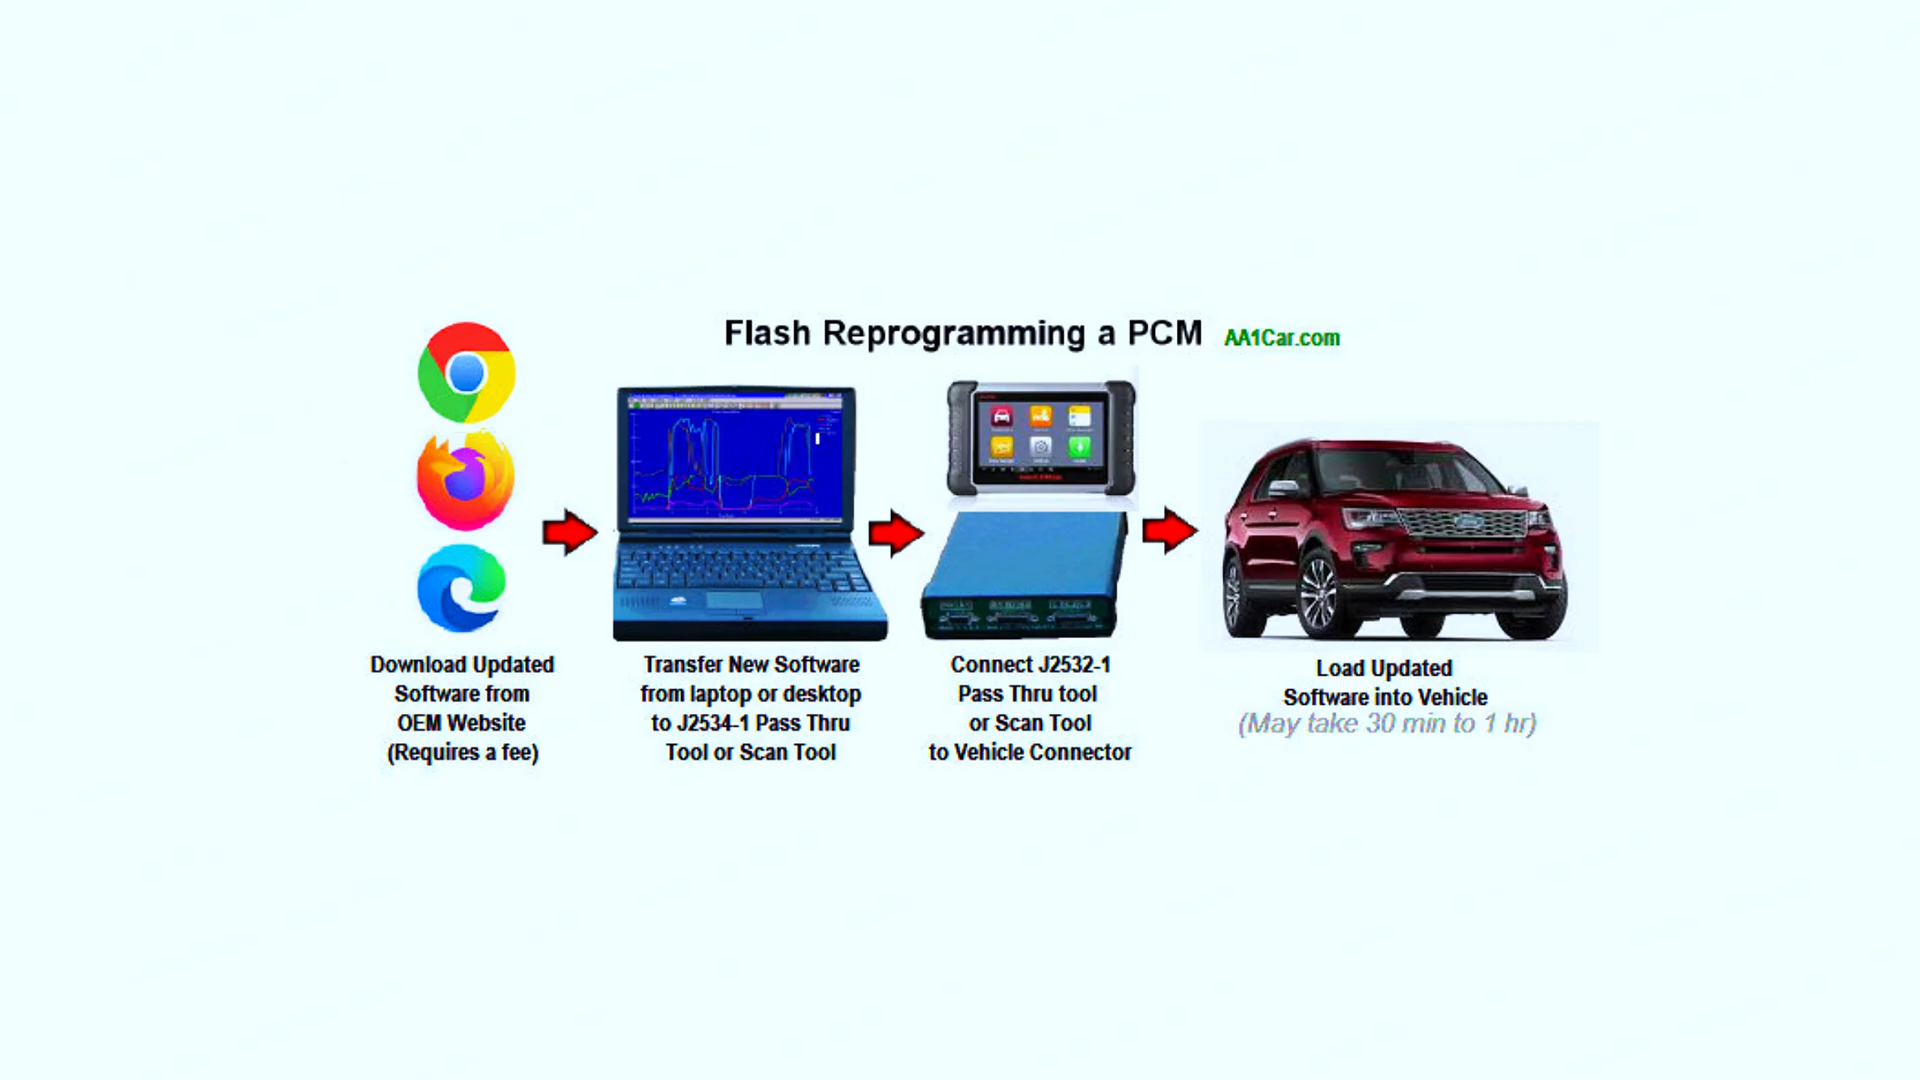 Flash Reprogramming a PCM AA1Car.com
Download Updated
Software from
OEM Website
(Requires a fee)
Transfer New Software
from laptop or desktop
to J2534-1 Pass Thru
Tool or Scan Tool
Connect J2532-1
Pass Thru tool
or Scan Tool
to Vehicle Connector
Load Updated
Software into Vehicle
(May take 30 min to 1 hr)